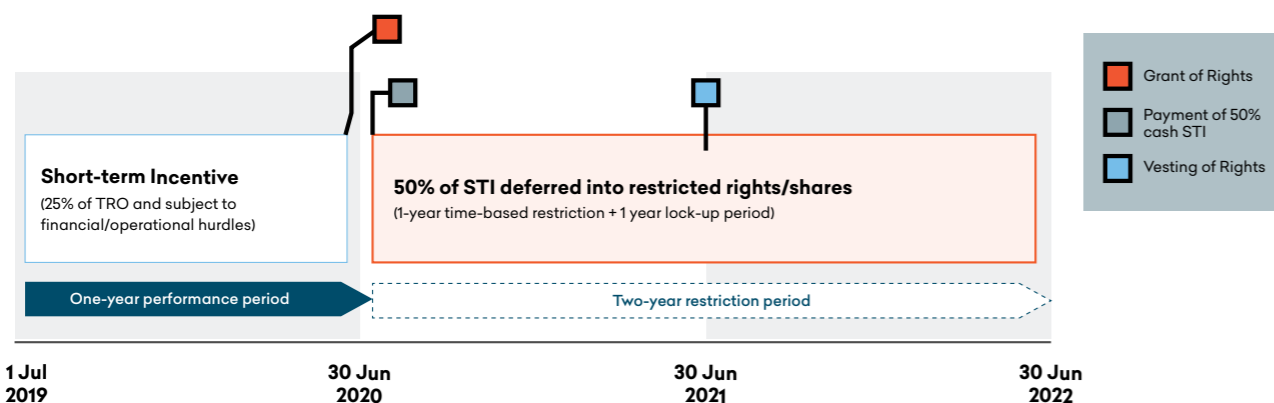 Grant of Rights
Payment of 50%
cash STI
Vesting of Rights
Short-term Incentive
(25% of TRO and subject to
financial/operational hurdles)
50% of STI deferred into restricted rights/shares
(1-year time-based restriction + 1 year lock-up period)
One-year performance period
Two-year restriction period
1 Jul
2019
30 Jun
2020
30 Jun
2021
30 Jun
2022